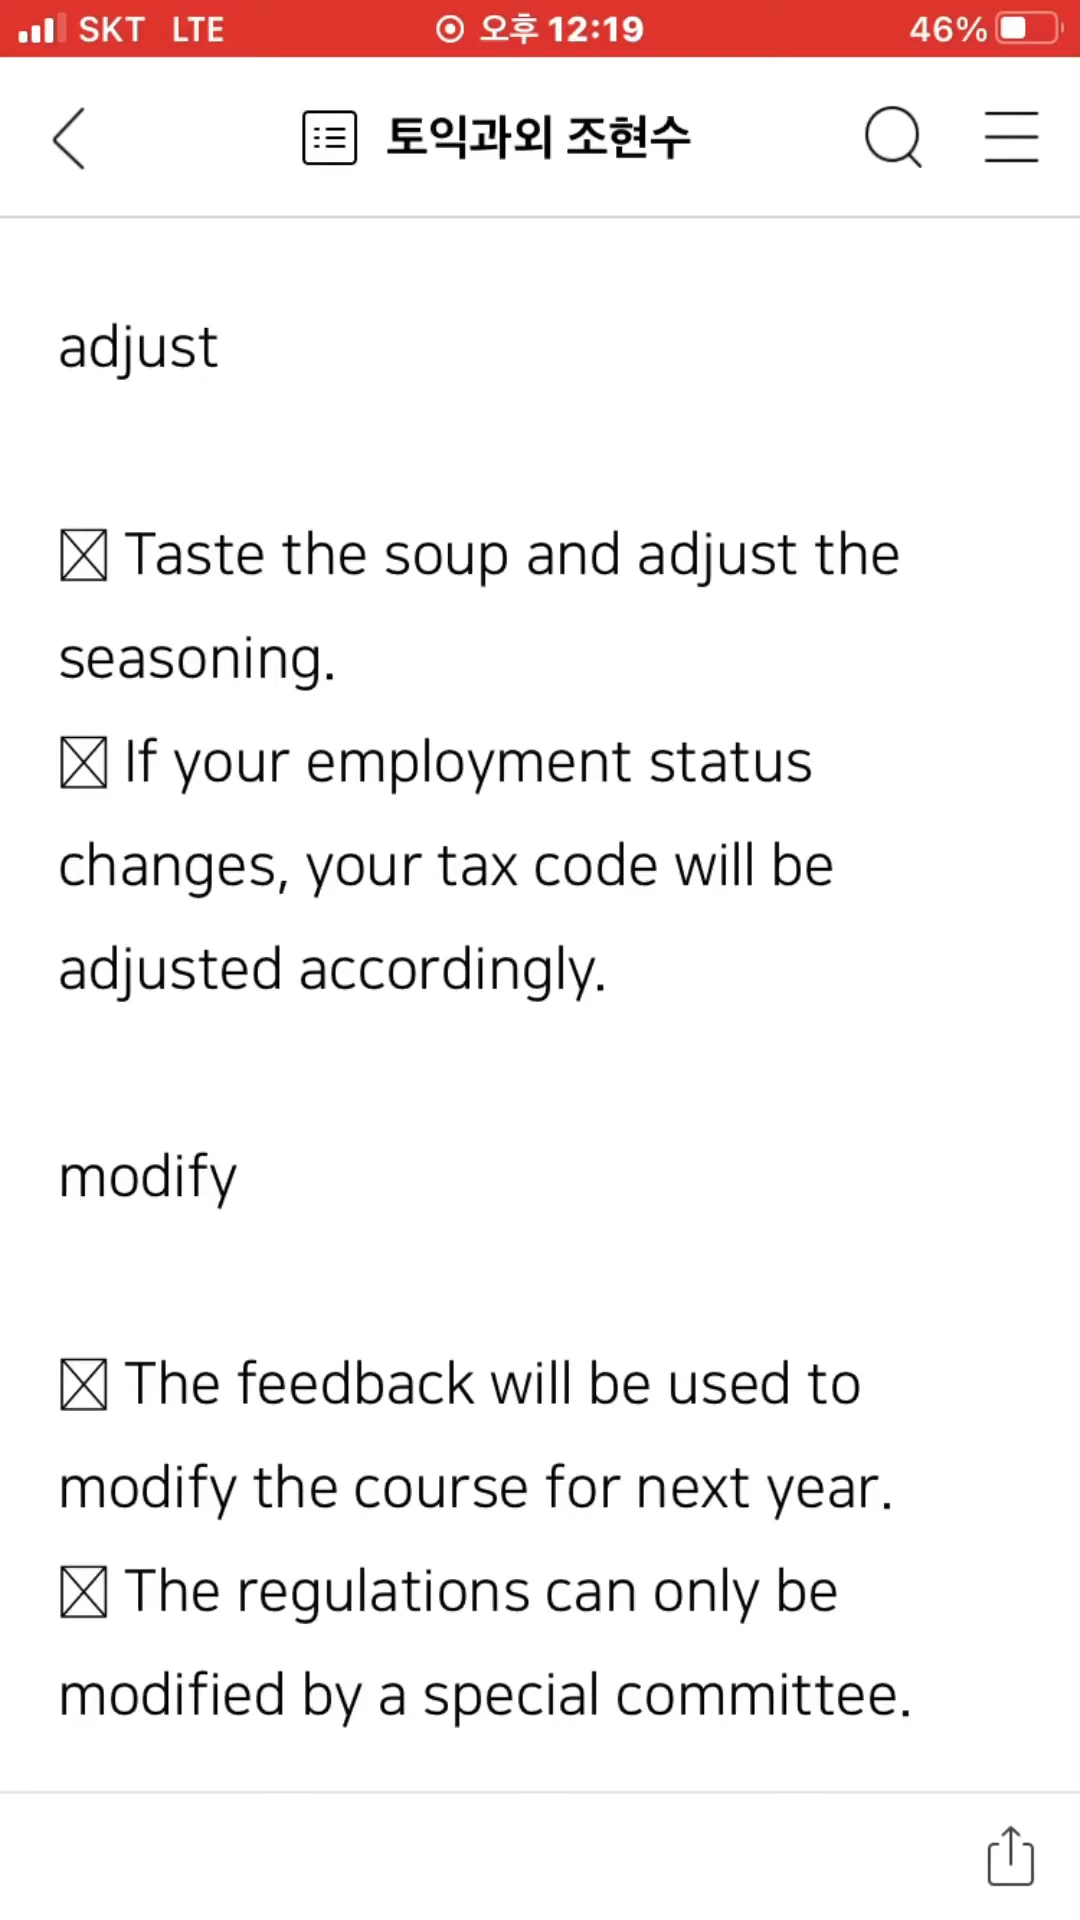 SKT LTE 오후 12:19 46%
토익과외 조현수
adjust
☒ Taste the soup and adjust the
seasoning.
☒ If your employment status
changes, your tax code will be
adjusted accordingly.
modify
☒ The feedback will be used to
modify the course for next year.
☒ The regulations can only be
modified by a special committee.